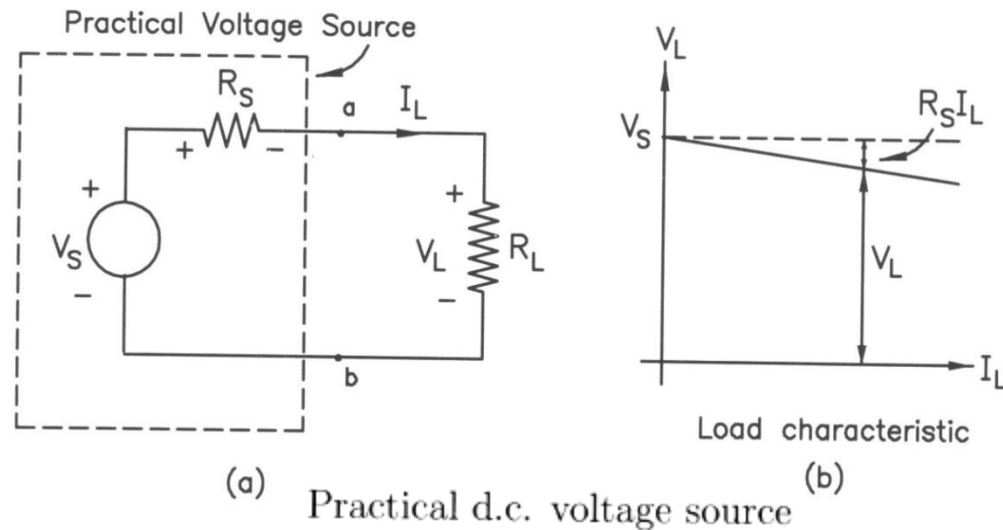 Practical Voltage Source
R_S
a
I_L
+ -
+
V_S
-
+
V_L
-
R_L
b
(a)
V_L
V_S
R_S I_L
V_L
I_L
Load characteristic
(b)
Practical d.c. voltage source